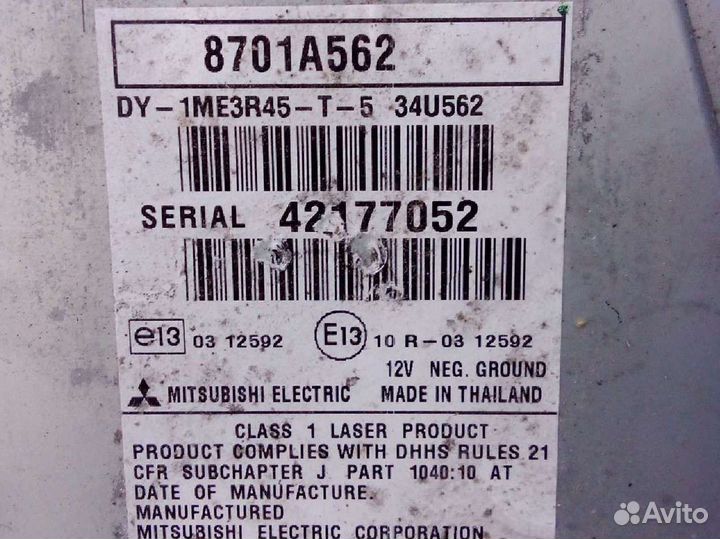 8701A562
DY-1ME3R45-T-5 34U562
SERIAL 42177052
e13 03 12592 E13 10 R-03 12592
12V NEG. GROUND
MITSUBISHI ELECTRIC MADE IN THAILAND
CLASS 1 LASER PRODUCT
PRODUCT COMPLIES WITH DHHS RULES 21
CFR SUBCHAPTER J PART 1040:10 AT
DATE OF MANUFACTURE.
MANUFACTURED
MITSUBISHI ELECTRIC CORPORATION
Avito